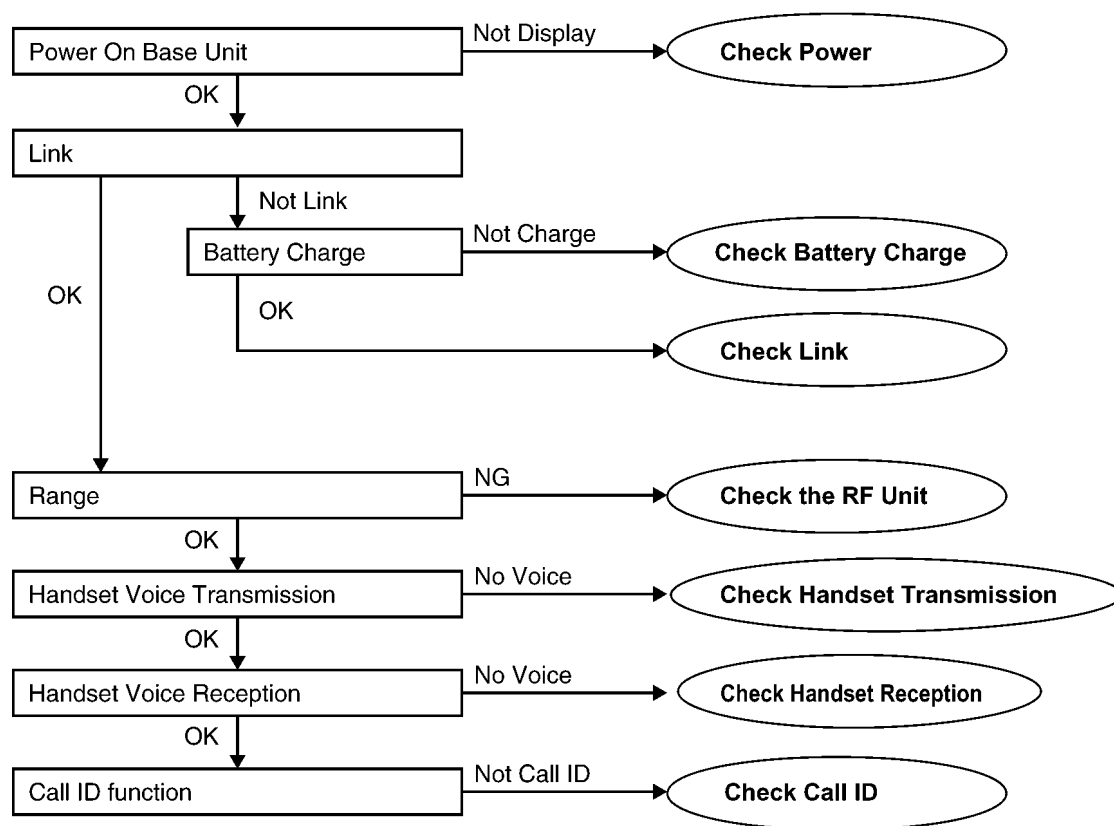 Power On Base Unit
Not Display
Check Power
OK
Link
Not Link
Battery Charge
Not Charge
Check Battery Charge
OK
OK
Check Link
Range
NG
Check the RF Unit
OK
Handset Voice Transmission
No Voice
Check Handset Transmission
OK
Handset Voice Reception
No Voice
Check Handset Reception
OK
Call ID function
Not Call ID
Check Call ID